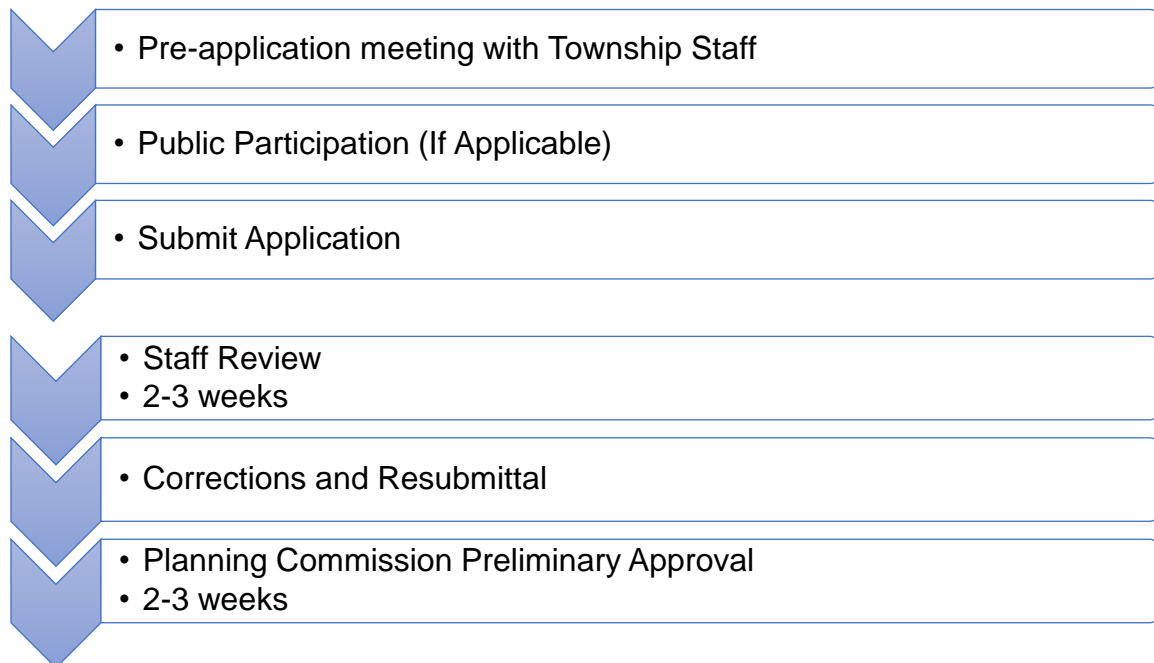 • Pre-application meeting with Township Staff
• Public Participation (If Applicable)
• Submit Application
• Staff Review
• 2-3 weeks
• Corrections and Resubmittal
• Planning Commission Preliminary Approval
• 2-3 weeks